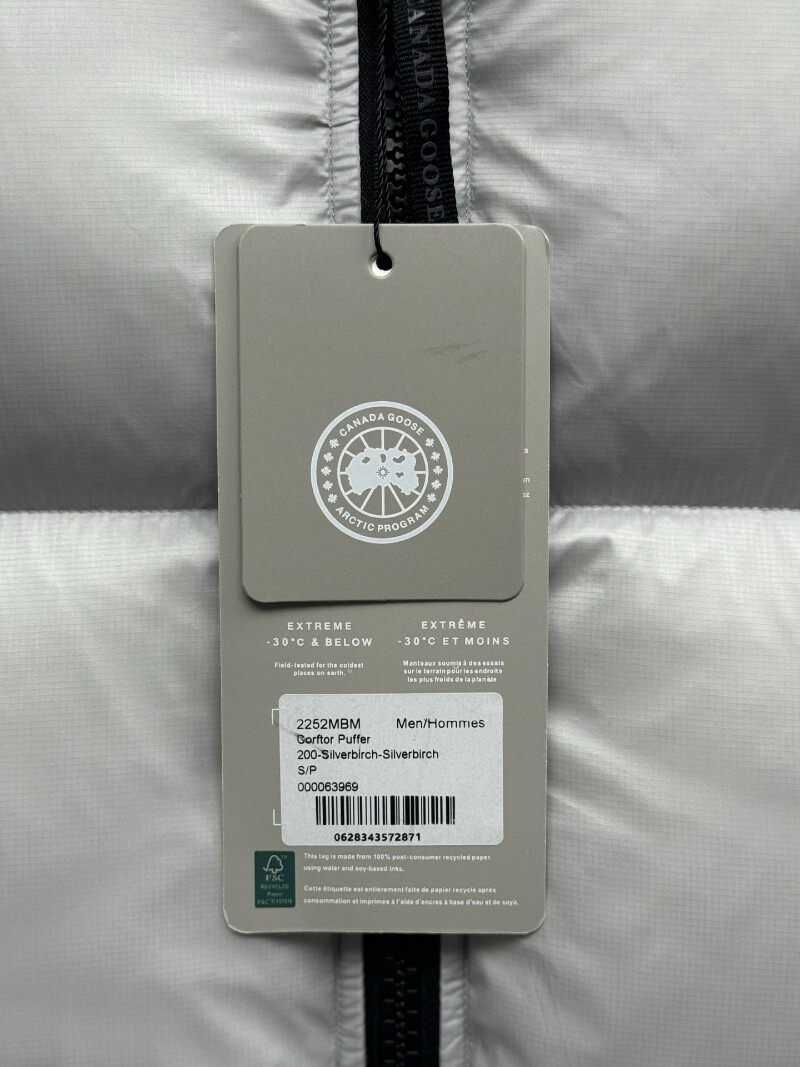 CANADA GOOSE
CANADA GOOSE
ARCTIC PROGRAM
EXTREME
-30°C & BELOW
Field-tested for the coldest
places on earth.
EXTRÊME
-30°C ET MOINS
Manteaux soumis à des essais
sur le terrain pour les endroits
les plus froids de la planète
2252MBM Men/Hommes
Corftor Puffer
200-Silverbirch-Silverbirch
S/P
000063969
0628343572871
FSC
RECYCLED
Paper
This tag is made from 100% post-consumer recycled paper
using water and soy-based inks.
Cette étiquette est entièrement faite de papier recyclé après
consommation et imprimée à l'aide d'encres à base d'eau et de soya.